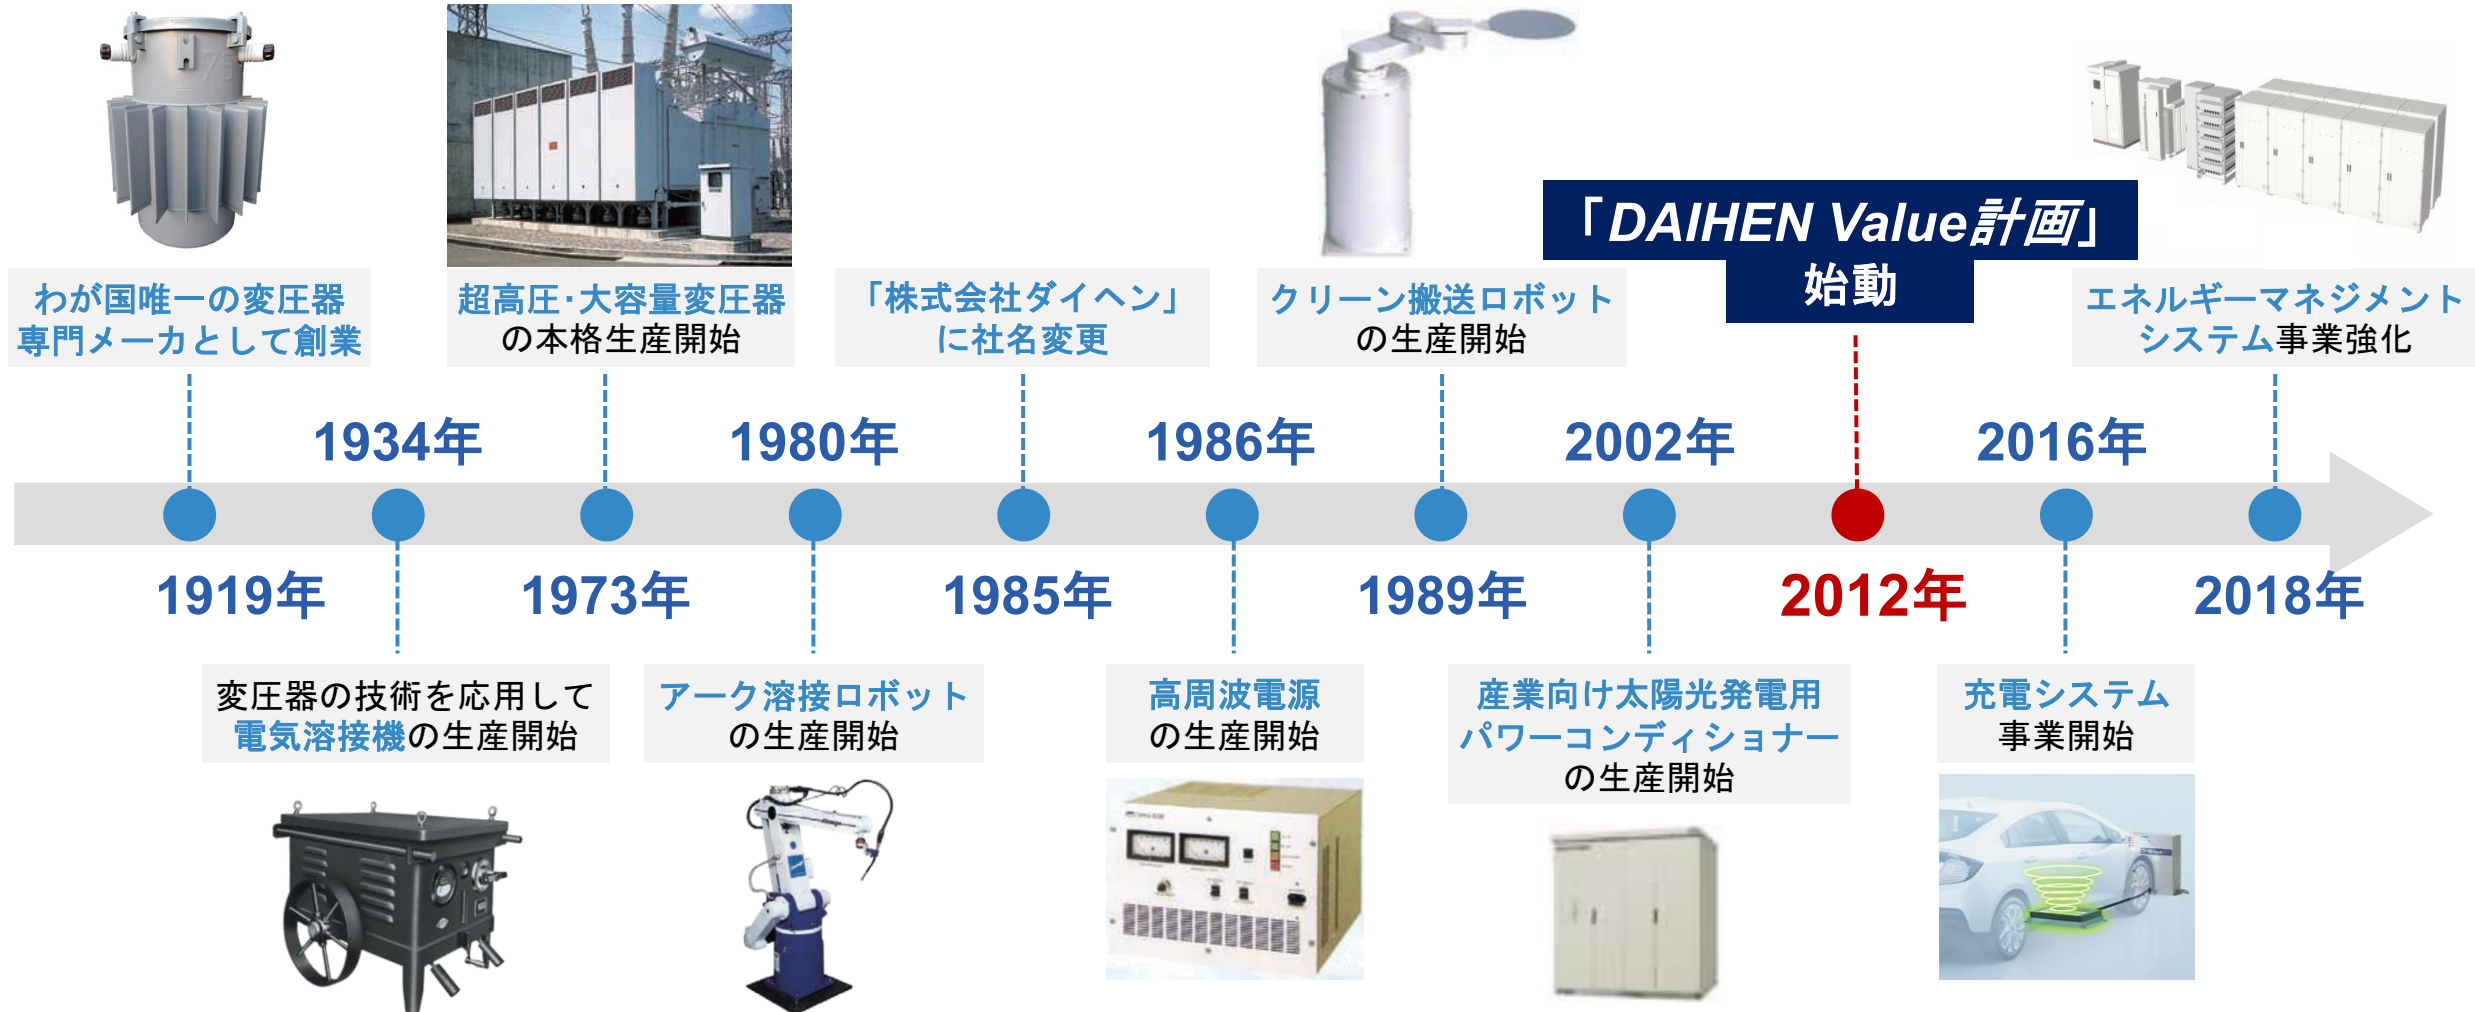 「DAIHEN Value計画」
始動
わが国唯一の変圧器
専門メーカとして創業
超高圧･大容量変圧器
の本格生産開始
「株式会社ダイヘン」
に社名変更
クリーン搬送ロボット
の生産開始
エネルギーマネジメント
システム事業強化
1934年
1980年
1986年
2002年
2016年
1919年
1973年
1985年
1989年
2012年
2018年
変圧器の技術を応用して
電気溶接機の生産開始
アーク溶接ロボット
の生産開始
高周波電源
の生産開始
産業向け太陽光発電用
パワーコンディショナー
の生産開始
充電システム
事業開始